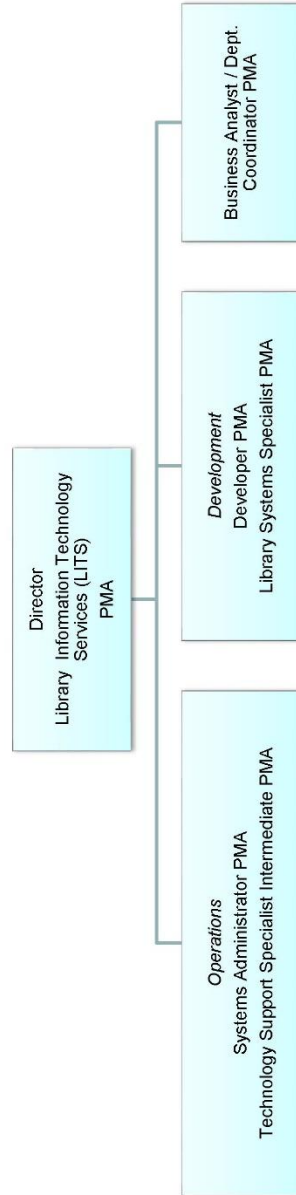 Director
Library Information Technology
Services (LITS)
PMA
Operations
Systems Administrator PMA
Technology Support Specialist Intermediate PMA
Development
Developer PMA
Library Systems Specialist PMA
Business Analyst / Dept.
Coordinator PMA